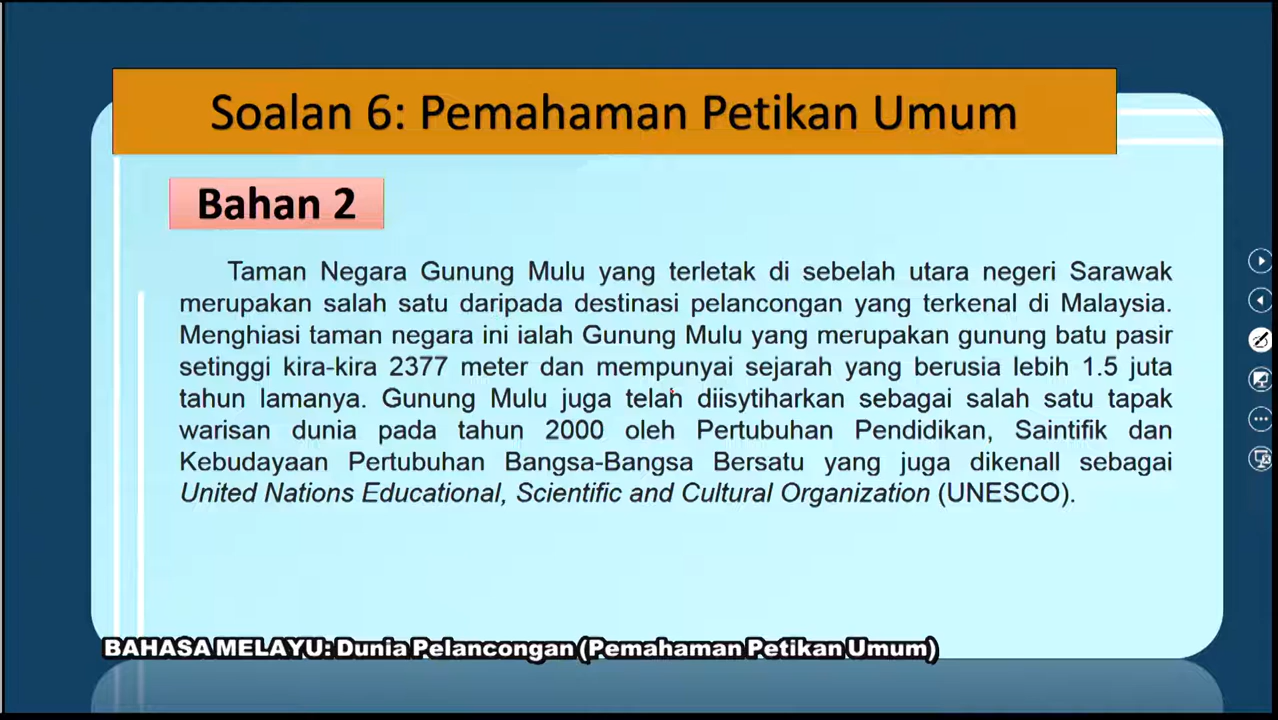 Soalan 6: Pemahaman Petikan Umum
Bahan 2
Taman Negara Gunung Mulu yang terletak di sebelah utara negeri Sarawak
merupakan salah satu daripada destinasi pelancongan yang terkenal di Malaysia.
Menghiasi taman negara ini ialah Gunung Mulu yang merupakan gunung batu pasir
setinggi kira-kira 2377 meter dan mempunyai sejarah yang berusia lebih 1.5 juta
tahun lamanya. Gunung Mulu juga telah diisytiharkan sebagai salah satu tapak
warisan dunia pada tahun 2000 oleh Pertubuhan Pendidikan, Saintifik dan
Kebudayaan Pertubuhan Bangsa-Bangsa Bersatu yang juga dikenall sebagai
United Nations Educational, Scientific and Cultural Organization (UNESCO).
BAHASA MELAYU: Dunia Pelancongan (Pemahaman Petikan Umum)